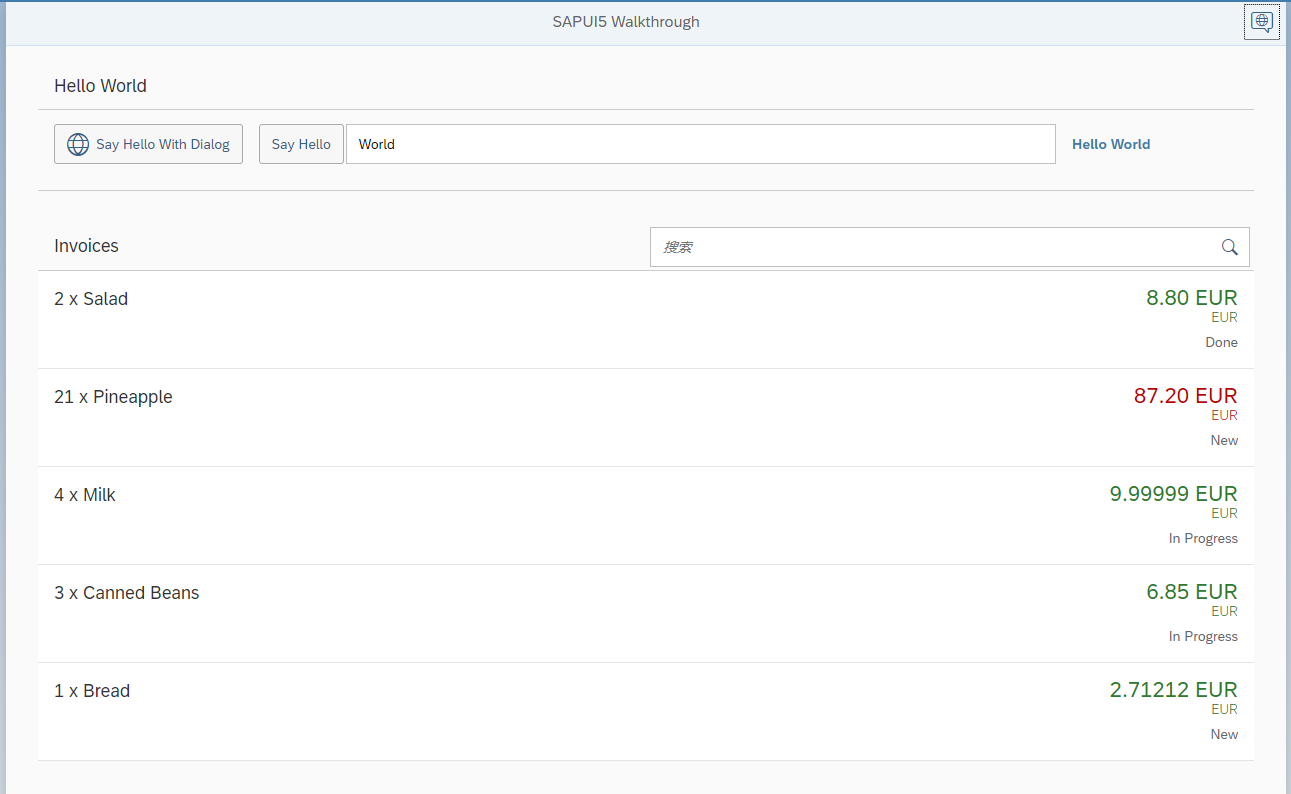 SAPUI5 Walkthrough
Hello World
Say Hello With Dialog Say Hello World Hello World
Invoices 搜索
2 x Salad 8.80 EUR
EUR
Done
21 x Pineapple 87.20 EUR
EUR
New
4 x Milk 9.99999 EUR
EUR
In Progress
3 x Canned Beans 6.85 EUR
EUR
In Progress
1 x Bread 2.71212 EUR
EUR
New